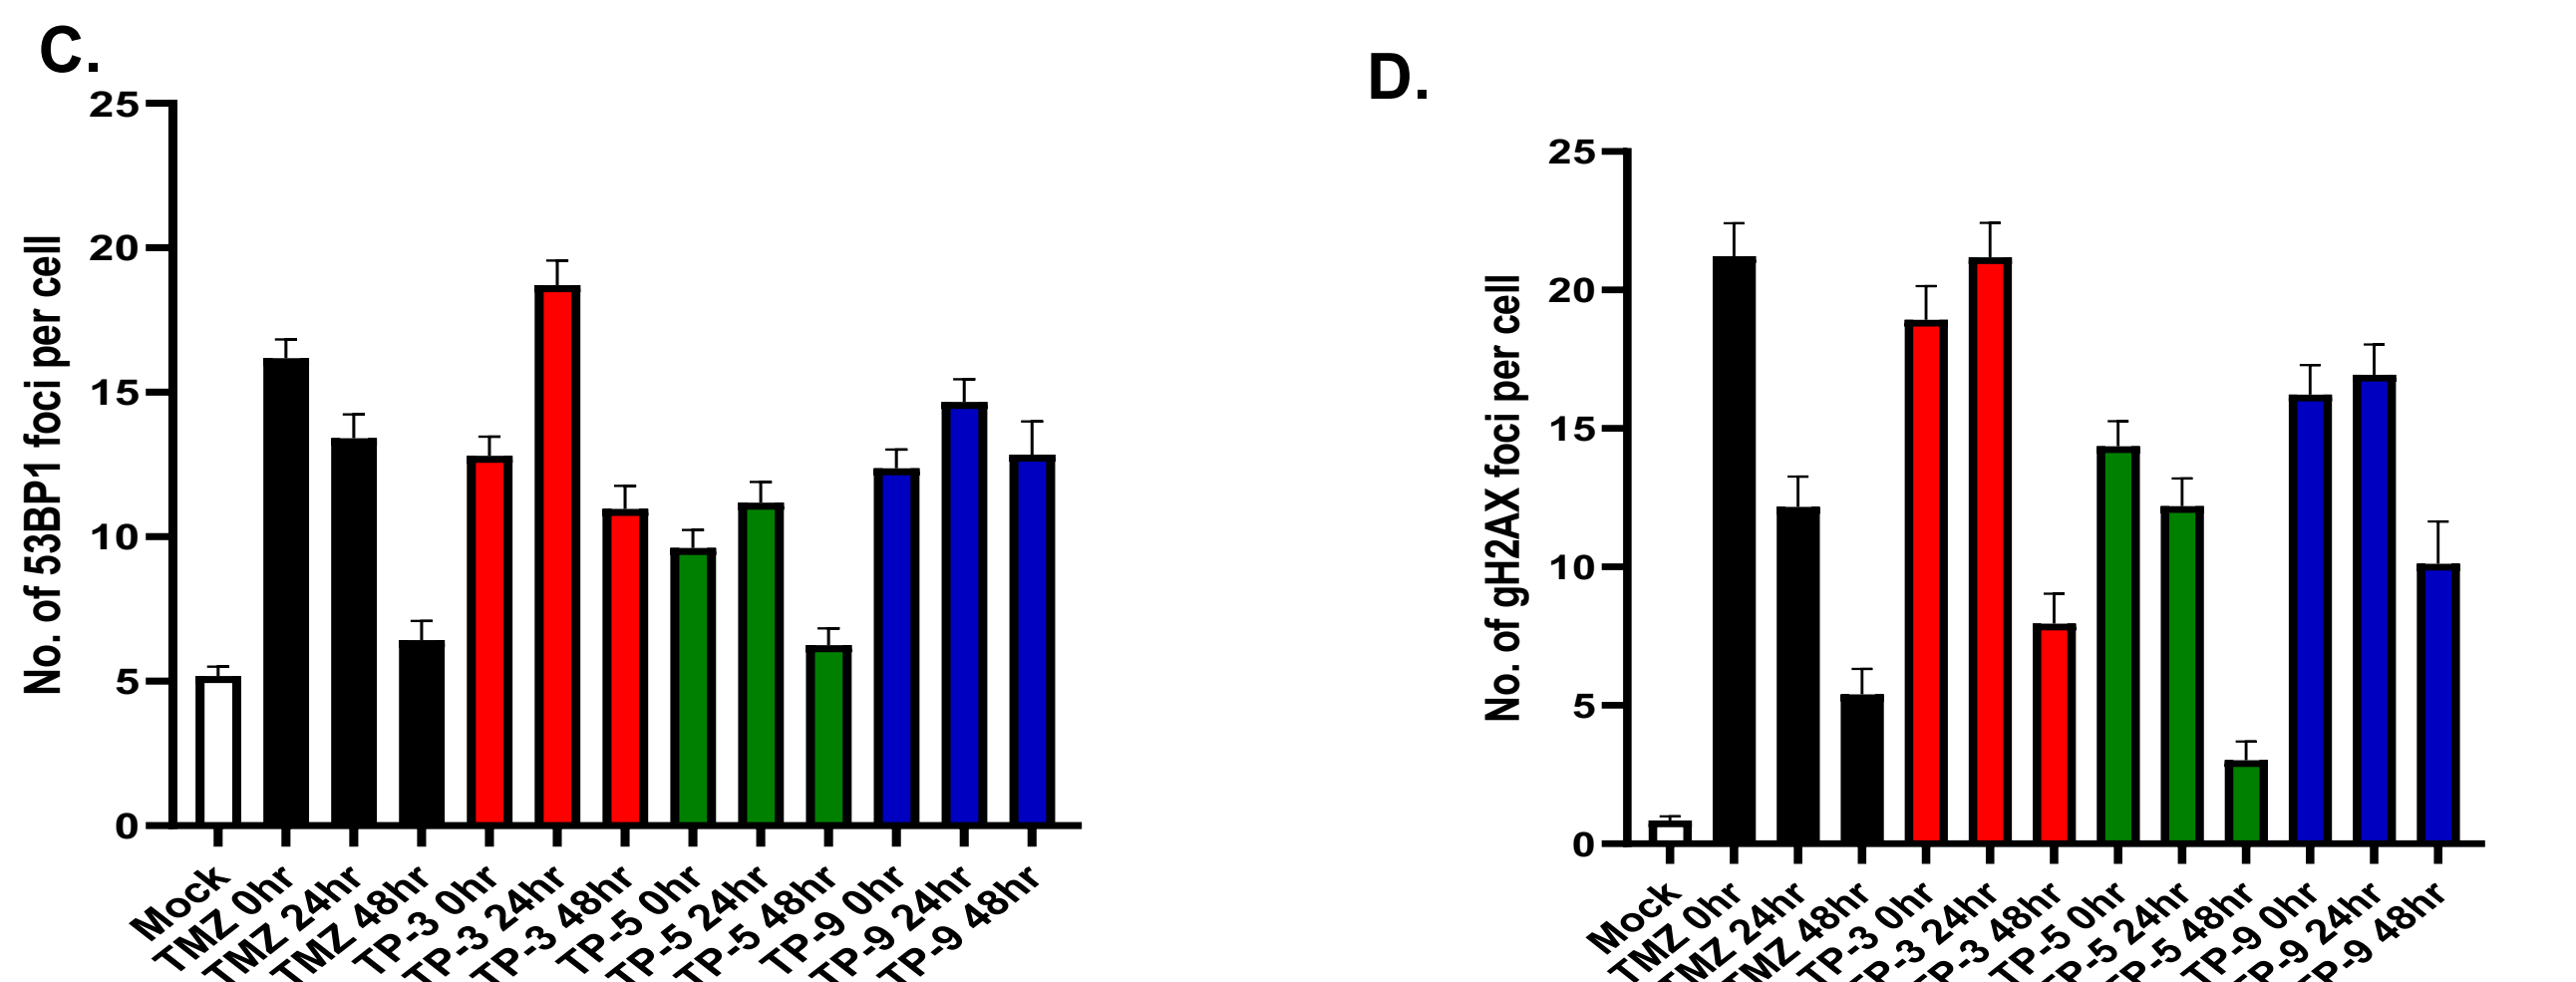 C.
No. of 53BP1 foci per cell
25
20
15
10
5
0
Mock
TMZ 0hr
TMZ 24hr
TMZ 48hr
TP-3 0hr
TP-3 24hr
TP-3 48hr
TP-5 0hr
TP-5 24hr
TP-5 48hr
TP-9 0hr
TP-9 24hr
TP-9 48hr
D.
No. of gH2AX foci per cell
25
20
15
10
5
0
Mock
TMZ 0hr
TMZ 24hr
TMZ 48hr
TP-3 0hr
TP-3 24hr
TP-3 48hr
TP-5 0hr
TP-5 24hr
TP-5 48hr
TP-9 0hr
TP-9 24hr
TP-9 48hr